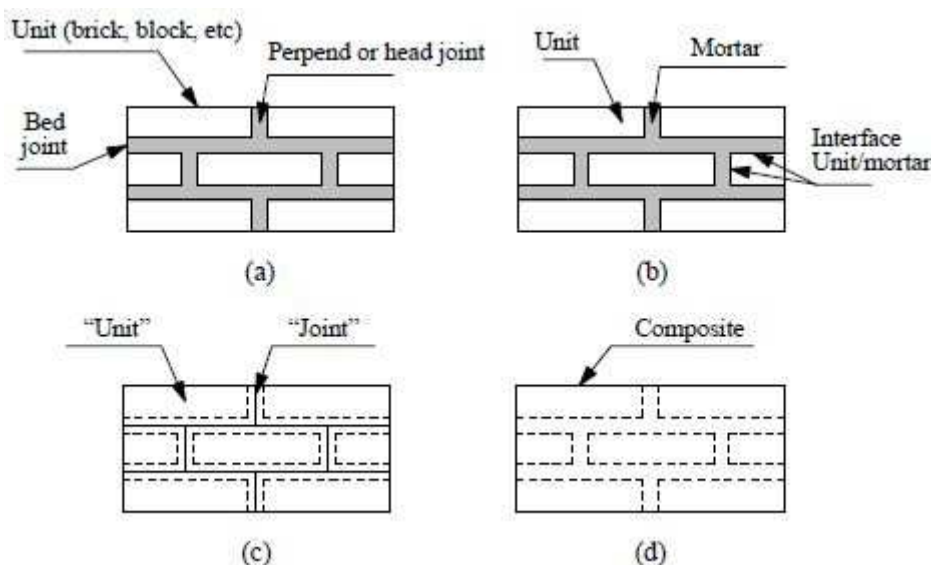 Unit (brick, block, etc)
Perpend or head joint
Bed
joint
(a)
Unit
Mortar
Interface
Unit/mortar
(b)
“Unit”
“Joint”
(c)
Composite
(d)